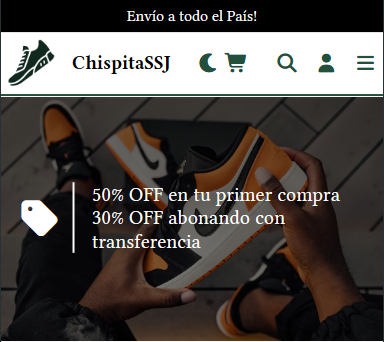 Envío a todo el País!
ChispitaSSJ
50% OFF en tu primer compra
30% OFF abonando con
transferencia